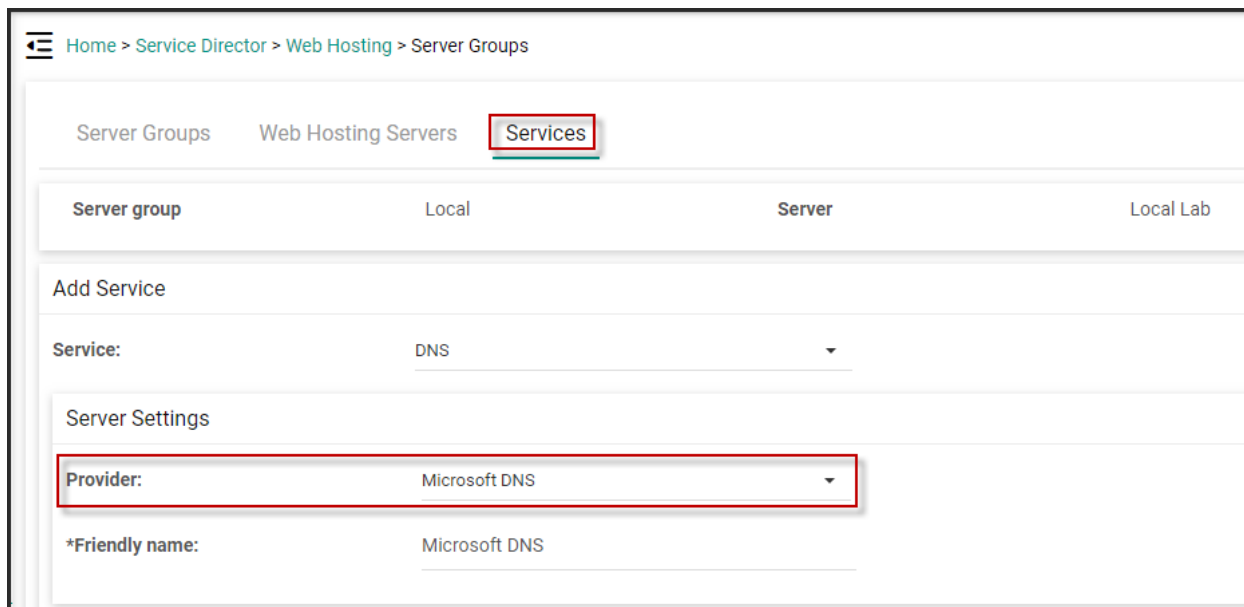 Home > Service Director > Web Hosting > Server Groups
Server Groups Web Hosting Servers Services
Server group Local Server Local Lab
Add Service
Service: DNS
Server Settings
Provider: Microsoft DNS
*Friendly name: Microsoft DNS